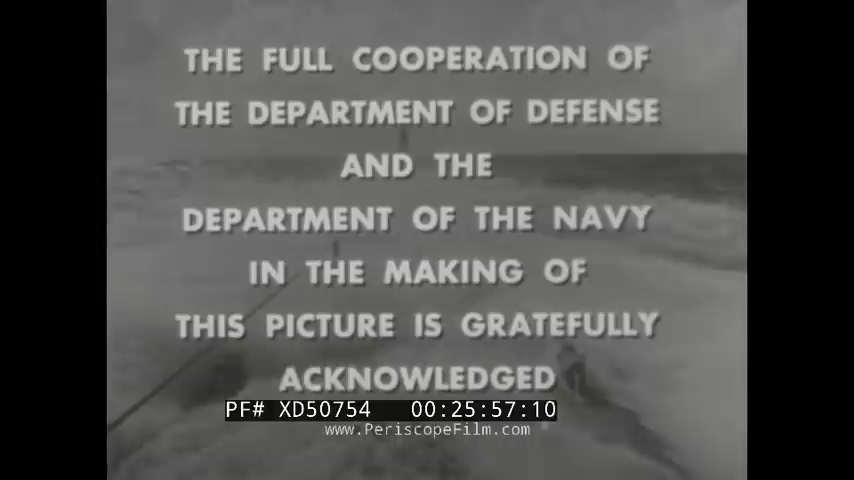 THE FULL COOPERATION OF
THE DEPARTMENT OF DEFENSE
AND THE
DEPARTMENT OF THE NAVY
IN THE MAKING OF
THIS PICTURE IS GRATEFULLY
ACKNOWLEDGED
PF# XD50754 00:25:57:10
www.PeriscopeFilm.com